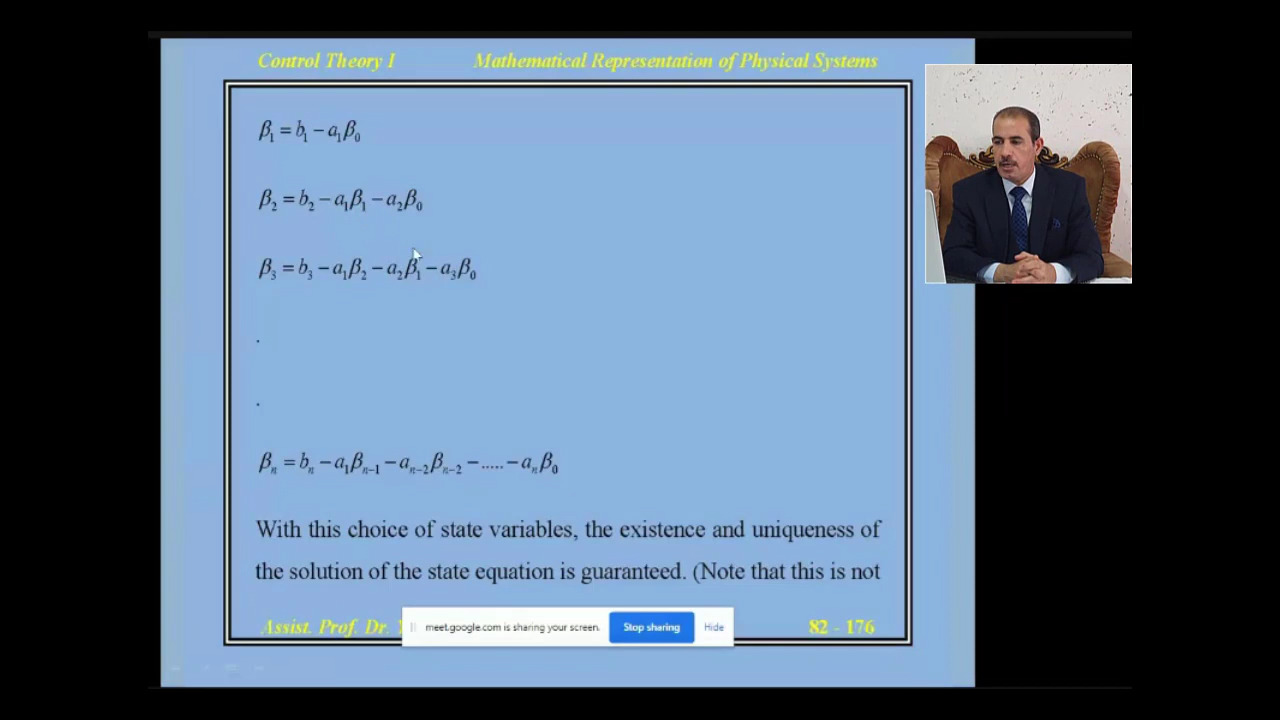 Control Theory I Mathematical Representation of Physical Systems
β₁ = b₁ − a₁β₀
β₂ = b₂ − a₁β₁ − a₂β₀
β₃ = b₃ − a₁β₂ − a₂β₁ − a₃β₀
.
.
βₙ = bₙ − a₁βₙ₋₁ − aₙ₋₂βₙ₋₂ − ..... − aₙβ₀
With this choice of state variables, the existence and uniqueness of
the solution of the state equation is guaranteed. (Note that this is not
Assist. Prof. Dr. 82 - 176
meet.google.com is sharing your screen. Stop sharing Hide